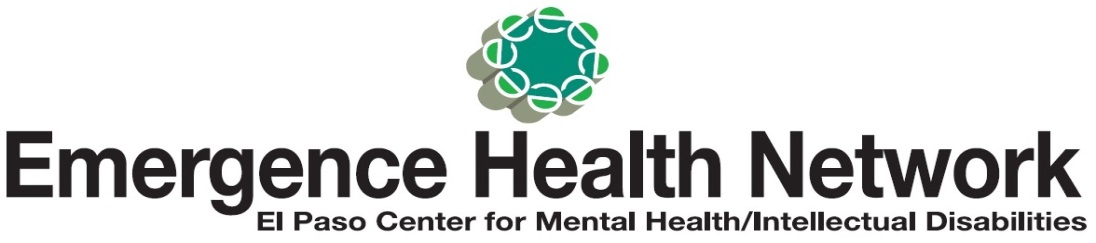 Emergence Health Network
El Paso Center for Mental Health/Intellectual Disabilities